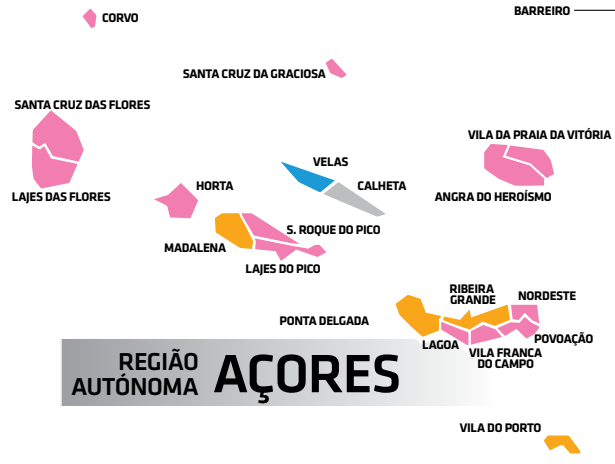 CORVO
BARREIRO
SANTA CRUZ DA GRACIOSA
SANTA CRUZ DAS FLORES
VILA DA PRAIA DA VITÓRIA
VELAS
LAJES DAS FLORES
HORTA
CALHETA
ANGRA DO HEROÍSMO
S. ROQUE DO PICO
MADALENA
LAJES DO PICO
RIBEIRA
GRANDE
NORDESTE
PONTA DELGADA
LAGOA
POVOAÇÃO
VILA FRANCA
DO CAMPO
REGIÃO
AUTÓNOMA
AÇORES
VILA DO PORTO